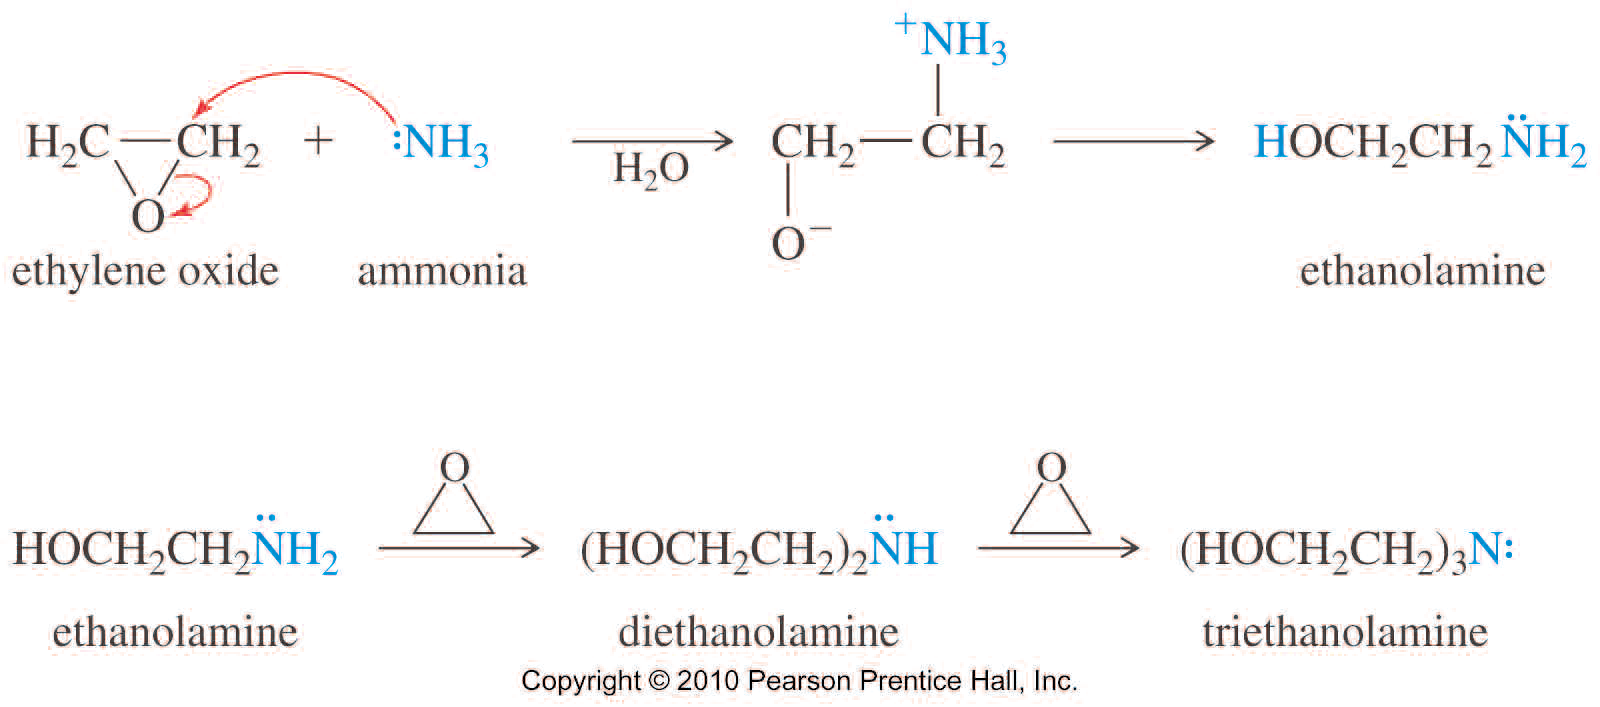 ⁺NH₃
H₂C—CH₂ + :NH₃ H₂O CH₂—CH₂ HOCH₂CH₂N̈H₂
O O⁻
ethylene oxide ammonia ethanolamine
O O
HOCH₂CH₂N̈H₂ (HOCH₂CH₂)₂N̈H (HOCH₂CH₂)₃N:
ethanolamine diethanolamine triethanolamine
Copyright © 2010 Pearson Prentice Hall, Inc.